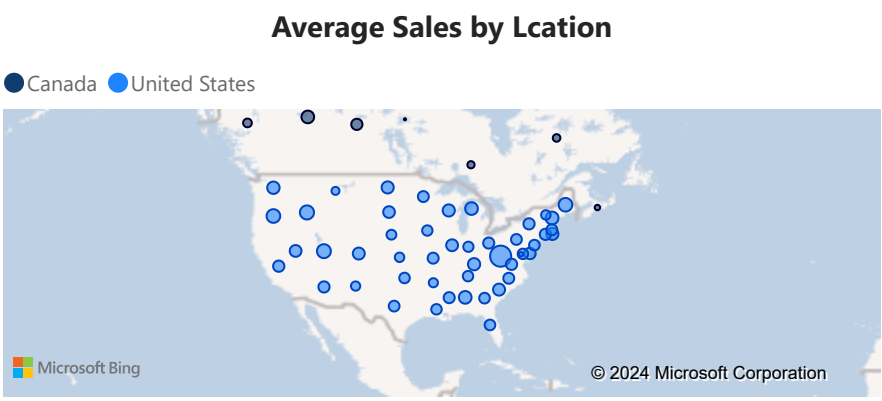 Average Sales by Lcation
Canada United States
Microsoft Bing
© 2024 Microsoft Corporation